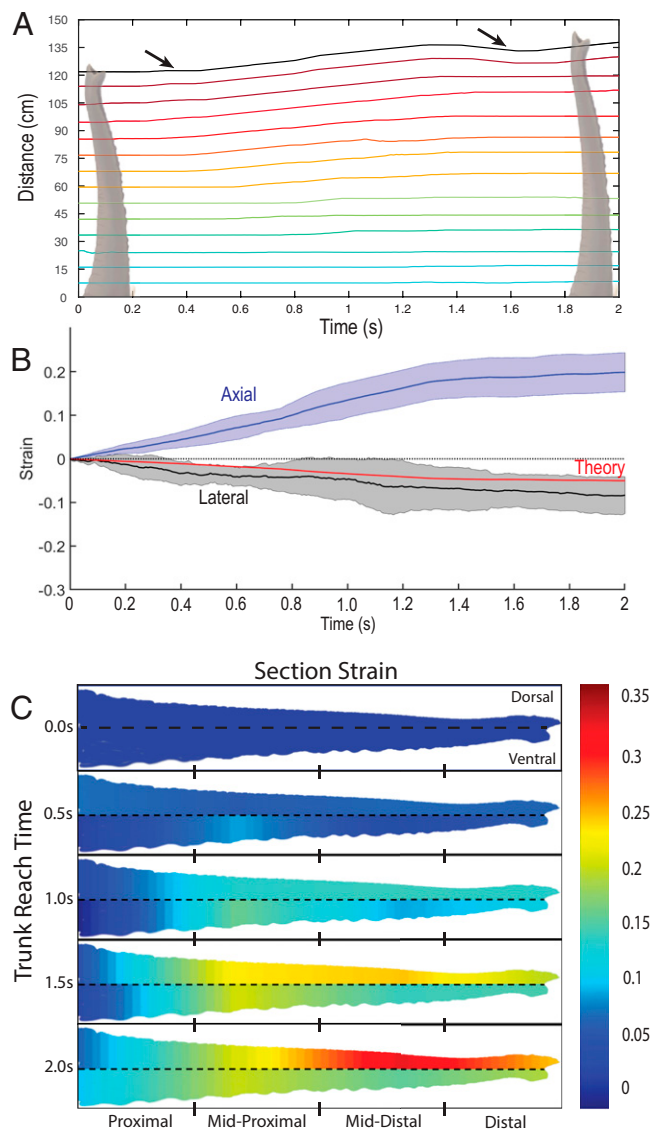 A
150
135
120
105
90
75
60
45
30
15
0
Distance (cm)
0 0.2 0.4 0.6 0.8 1 1.2 1.4 1.6 1.8 2
Time (s)
B
0.2
0.1
0
-0.1
-0.2
-0.3
Strain
Axial
Theory
Lateral
0 0.2 0.4 0.6 0.8 1.0 1.2 1.4 1.6 1.8 2
Time (s)
Section Strain
C
Trunk Reach Time
0.0s
Dorsal
Ventral
0.5s
1.0s
1.5s
2.0s
Proximal Mid-Proximal Mid-Distal Distal
0.35
0.3
0.25
0.2
0.15
0.1
0.05
0